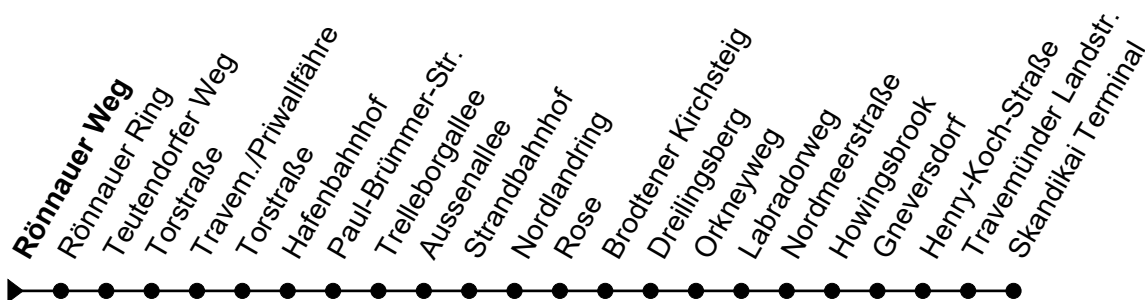 Rönnauer Weg
Rönnauer Ring
Teutendorfer Weg
Torstraße
Travem./Priwallfähre
Torstraße
Hafenbahnhof
Paul-Brümmer-Str.
Trelleborgallee
Aussenallee
Strandbahnhof
Nordlandring
Rose
Brodtener Kirchsteig
Dreilingsberg
Orkneyweg
Labradorweg
Nordmeerstraße
Howingsbrook
Gneversdorf
Henry-Koch-Straße
Travemünder Landstr.
Skandikai Terminal